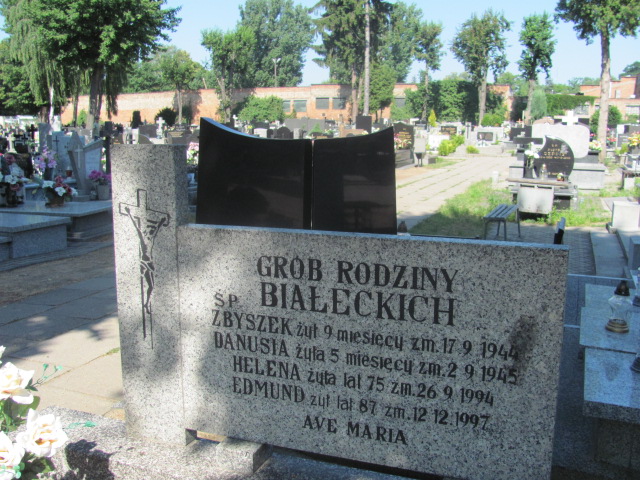 GRÓB RODZINY
ŚP. BIAŁECKICH
ZBYSZEK żył 9 miesięcy zm. 17.9 1944
DANUSIA żyła 5 miesięcy zm. 2.9 1945
HELENA żyła lat 75 zm. 26.9 1994
EDMUND żył lat 87 zm. 12.12 1997
AVE MARIA